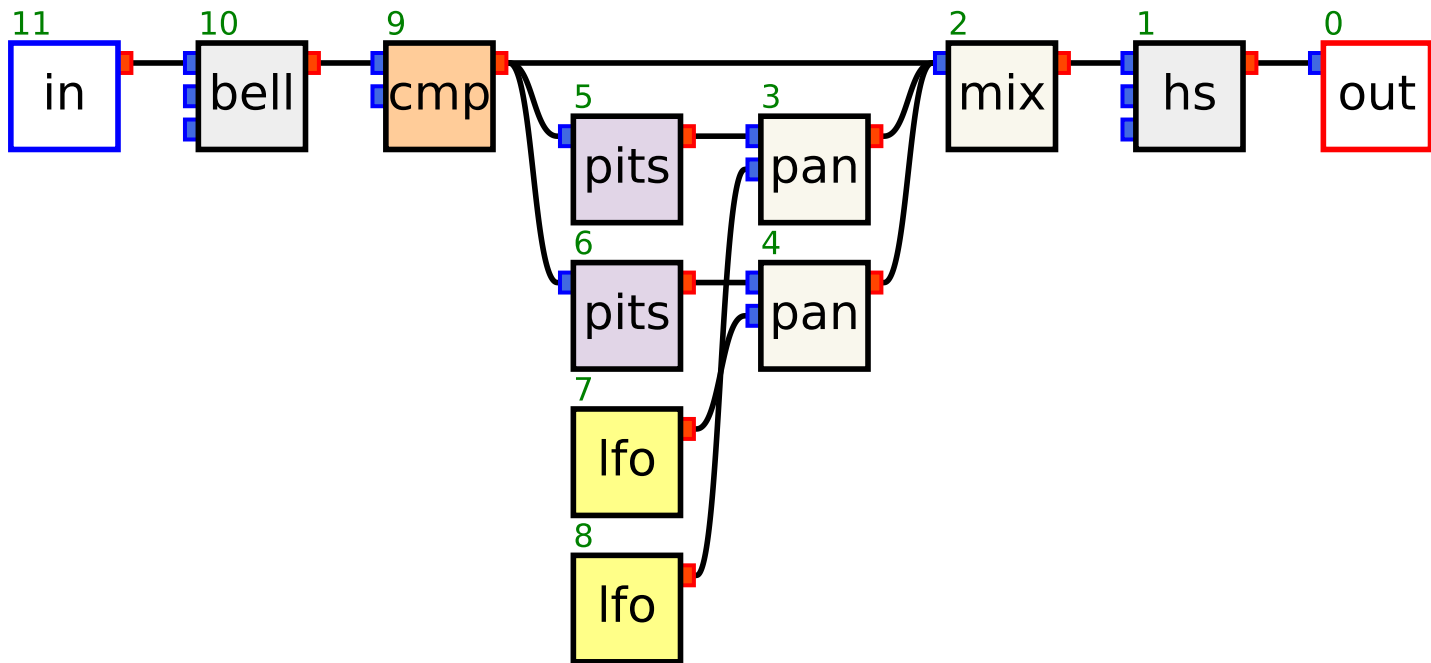 11 10 9 2 1 0
in bell cmp mix hs out
5 3
pits pan
6 4
pits pan
7
lfo
8
lfo